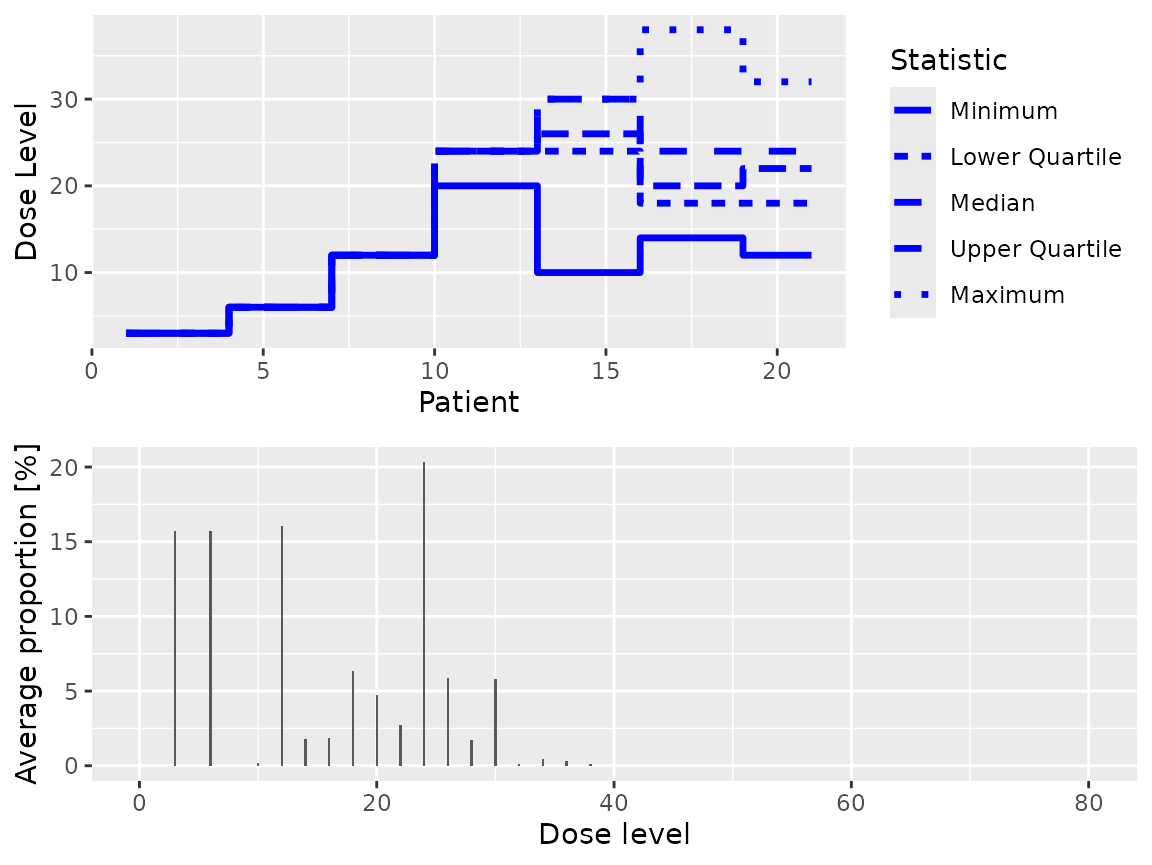 Dose Level
30
20
10
0 5 10 15 20
Patient
Statistic
Minimum
Lower Quartile
Median
Upper Quartile
Maximum
Average proportion [%]
20
15
10
5
0
0 20 40 60 80
Dose level